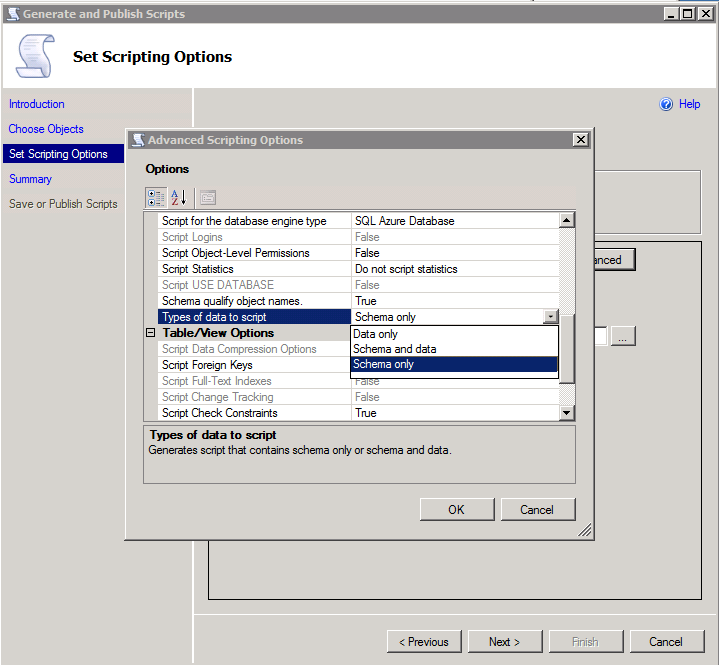 Generate and Publish Scripts
Set Scripting Options
Help
Introduction
Choose Objects
Set Scripting Options
Summary
Save or Publish Scripts
Advanced Scripting Options
Options
Script for the database engine type SQL Azure Database
Script Logins False
Script Object-Level Permissions False
Script Statistics Do not script statistics
Script USE DATABASE False
Schema qualify object names. True
Types of data to script Schema only
Data only
Schema and data
Schema only
Table/View Options
Script Data Compression Options
Script Foreign Keys
Script Full-Text Indexes False
Script Change Tracking False
Script Check Constraints True
Types of data to script
Generates script that contains schema only or schema and data.
OK Cancel
anced
...
< Previous Next > Finish Cancel